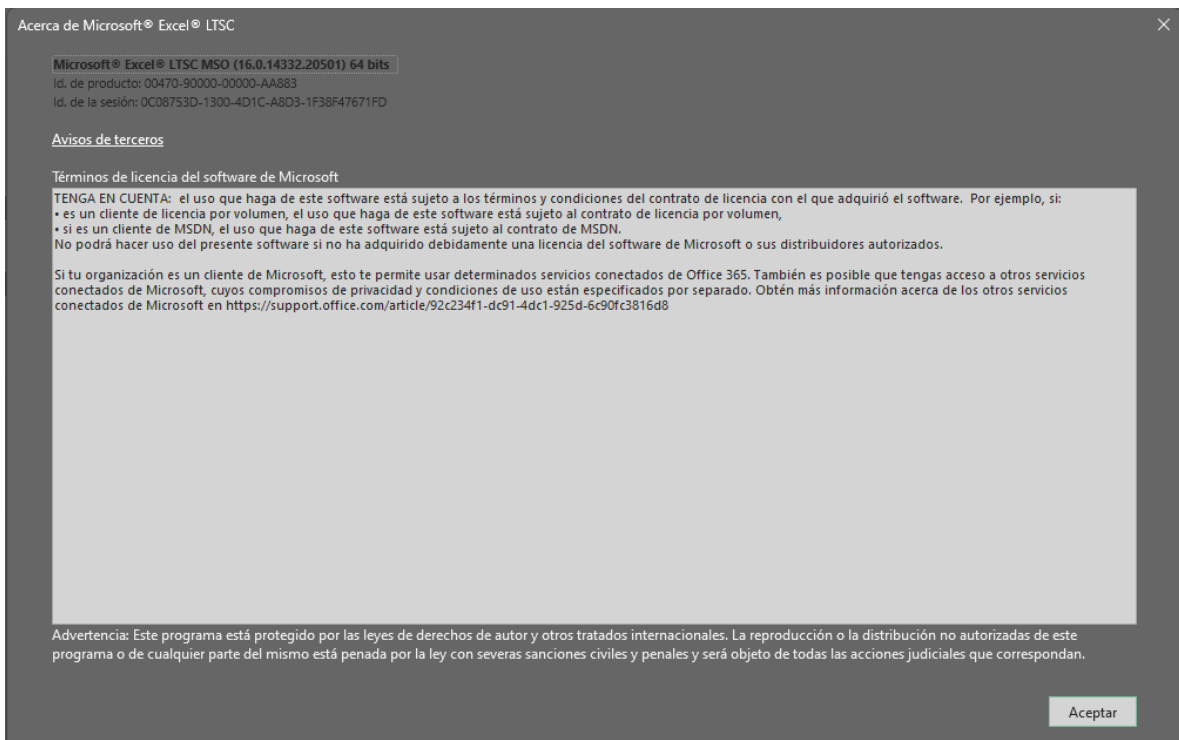 Acerca de Microsoft® Excel® LTSC
Microsoft® Excel® LTSC MSO (16.0.14332.20501) 64 bits
Id. de producto: 00470-90000-00000-AA883
Id. de la sesión: 0C08753D-1300-4D1C-A8D3-1F38F47671FD
Avisos de terceros
Términos de licencia del software de Microsoft
TENGA EN CUENTA:  el uso que haga de este software está sujeto a los términos y condiciones del contrato de licencia con el que adquirió el software.  Por ejemplo, si:
• es un cliente de licencia por volumen, el uso que haga de este software está sujeto al contrato de licencia por volumen,
• si es un cliente de MSDN, el uso que haga de este software está sujeto al contrato de MSDN.
No podrá hacer uso del presente software si no ha adquirido debidamente una licencia del software de Microsoft o sus distribuidores autorizados.
Si tu organización es un cliente de Microsoft, esto te permite usar determinados servicios conectados de Office 365. También es posible que tengas acceso a otros servicios
conectados de Microsoft, cuyos compromisos de privacidad y condiciones de uso están especificados por separado. Obtén más información acerca de los otros servicios
conectados de Microsoft en https://support.office.com/article/92c234f1-dc91-4dc1-925d-6c90fc3816d8
Advertencia: Este programa está protegido por las leyes de derechos de autor y otros tratados internacionales. La reproducción o la distribución no autorizadas de este
programa o de cualquier parte del mismo está penada por la ley con severas sanciones civiles y penales y será objeto de todas las acciones judiciales que correspondan.
Aceptar